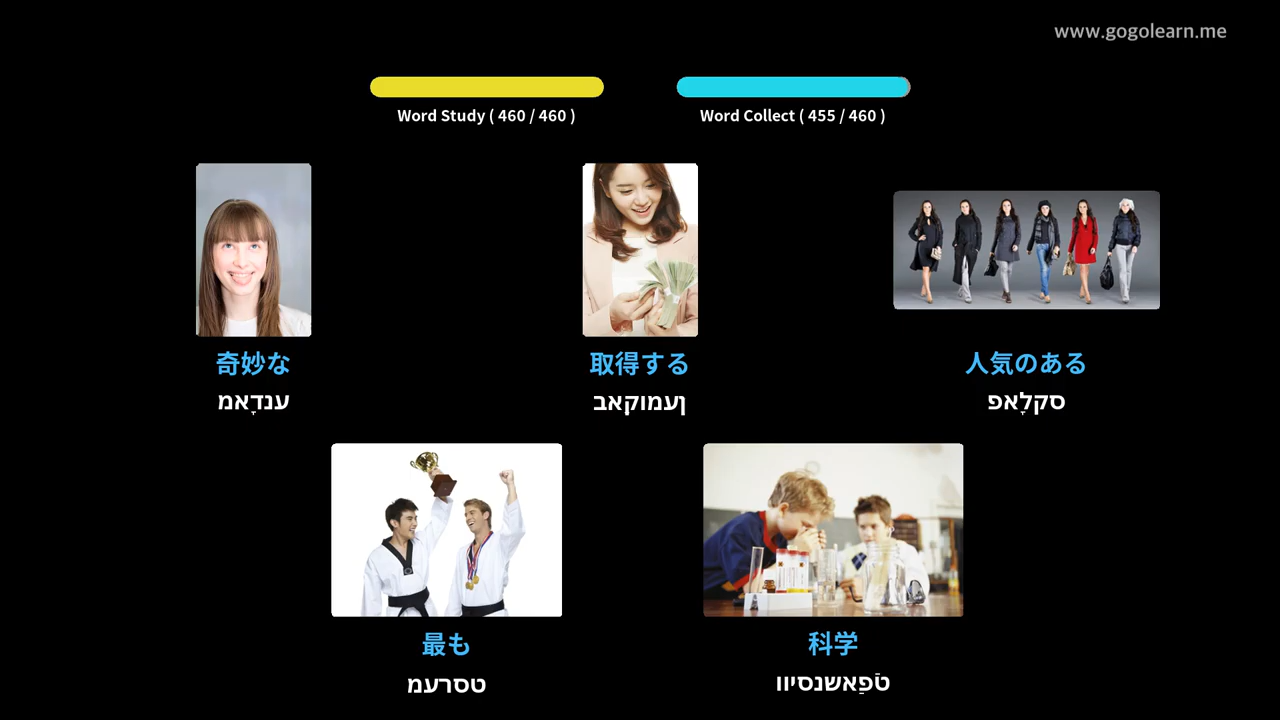 www.gogolearn.me
Word Study ( 460 / 460 )
Word Collect ( 455 / 460 )
奇妙な
ענדָאמ
取得する
ןעמוקאב
人気のある
סקלָאפ
最も
טסרעמ
科学
טֿפַאשנסיוו